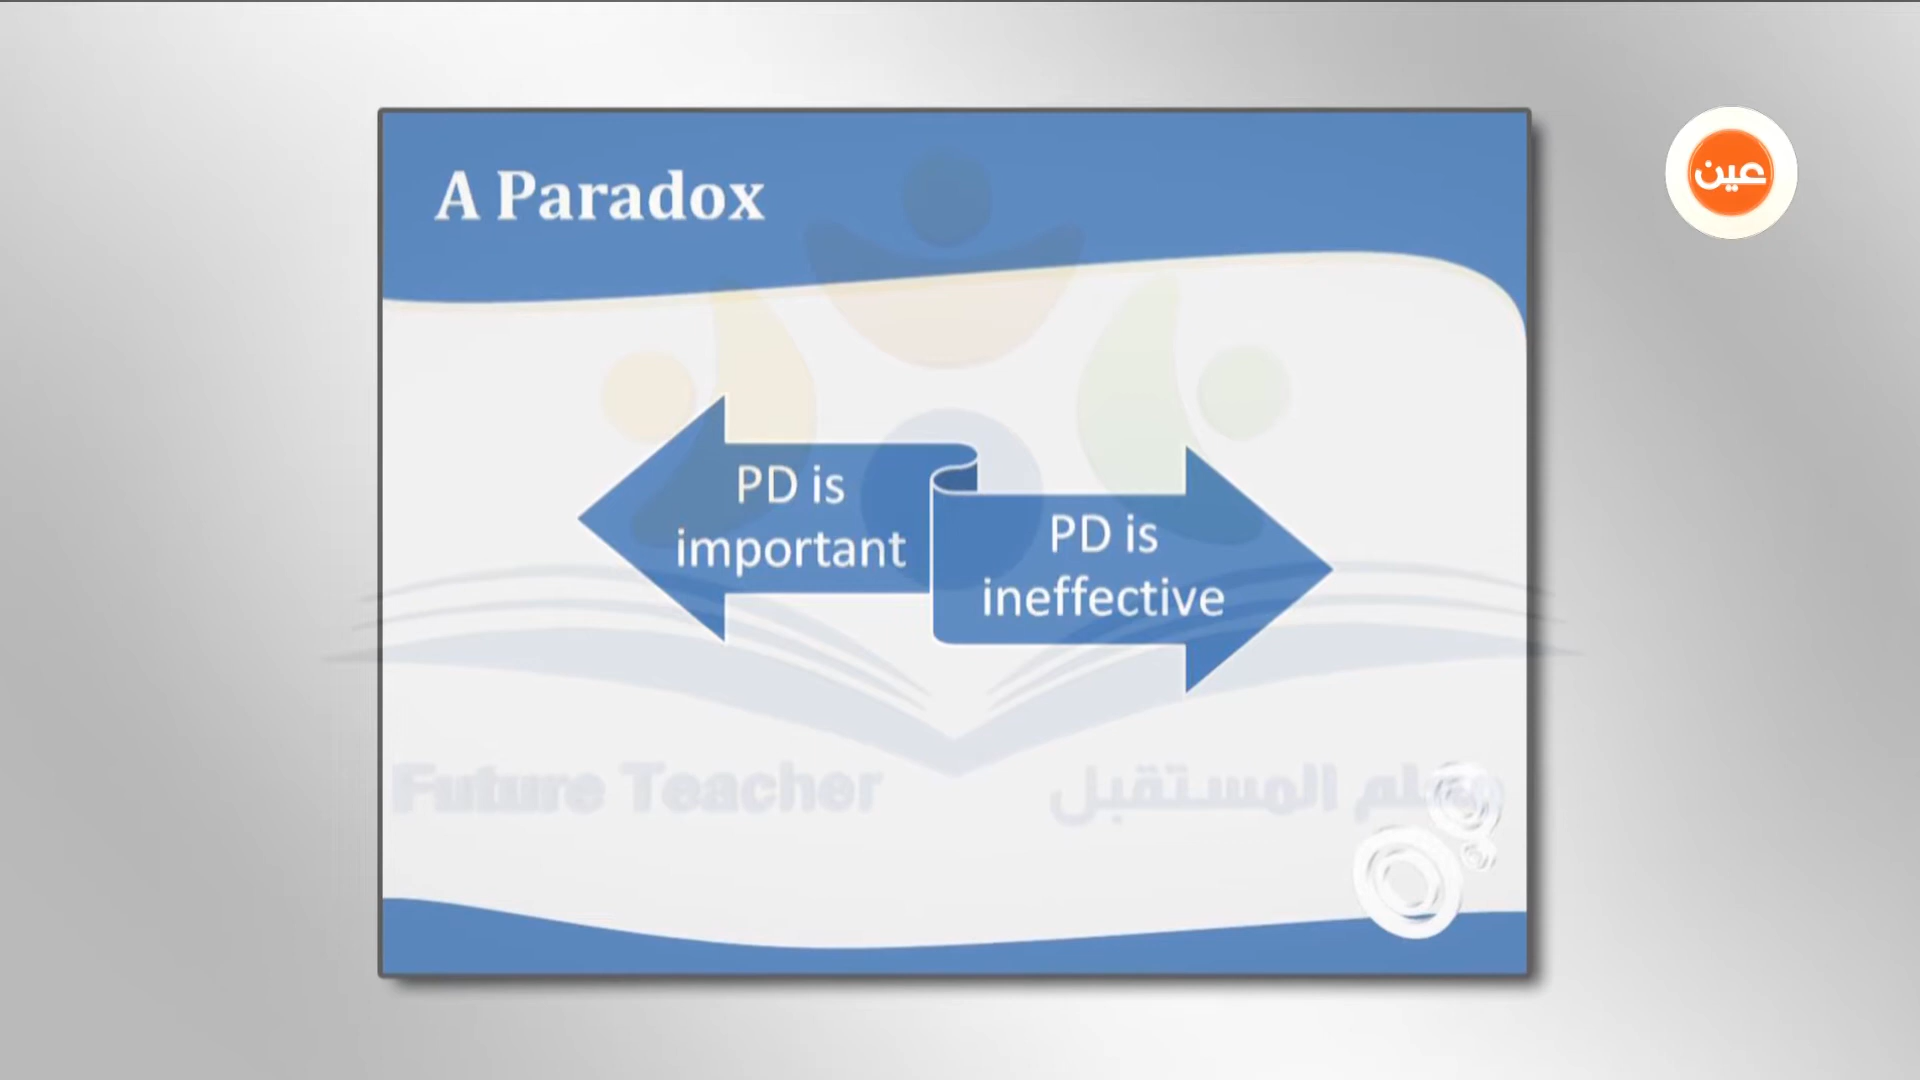 A Paradox
عين
PD is
important
PD is
ineffective
Future Teacher
معلم المستقبل